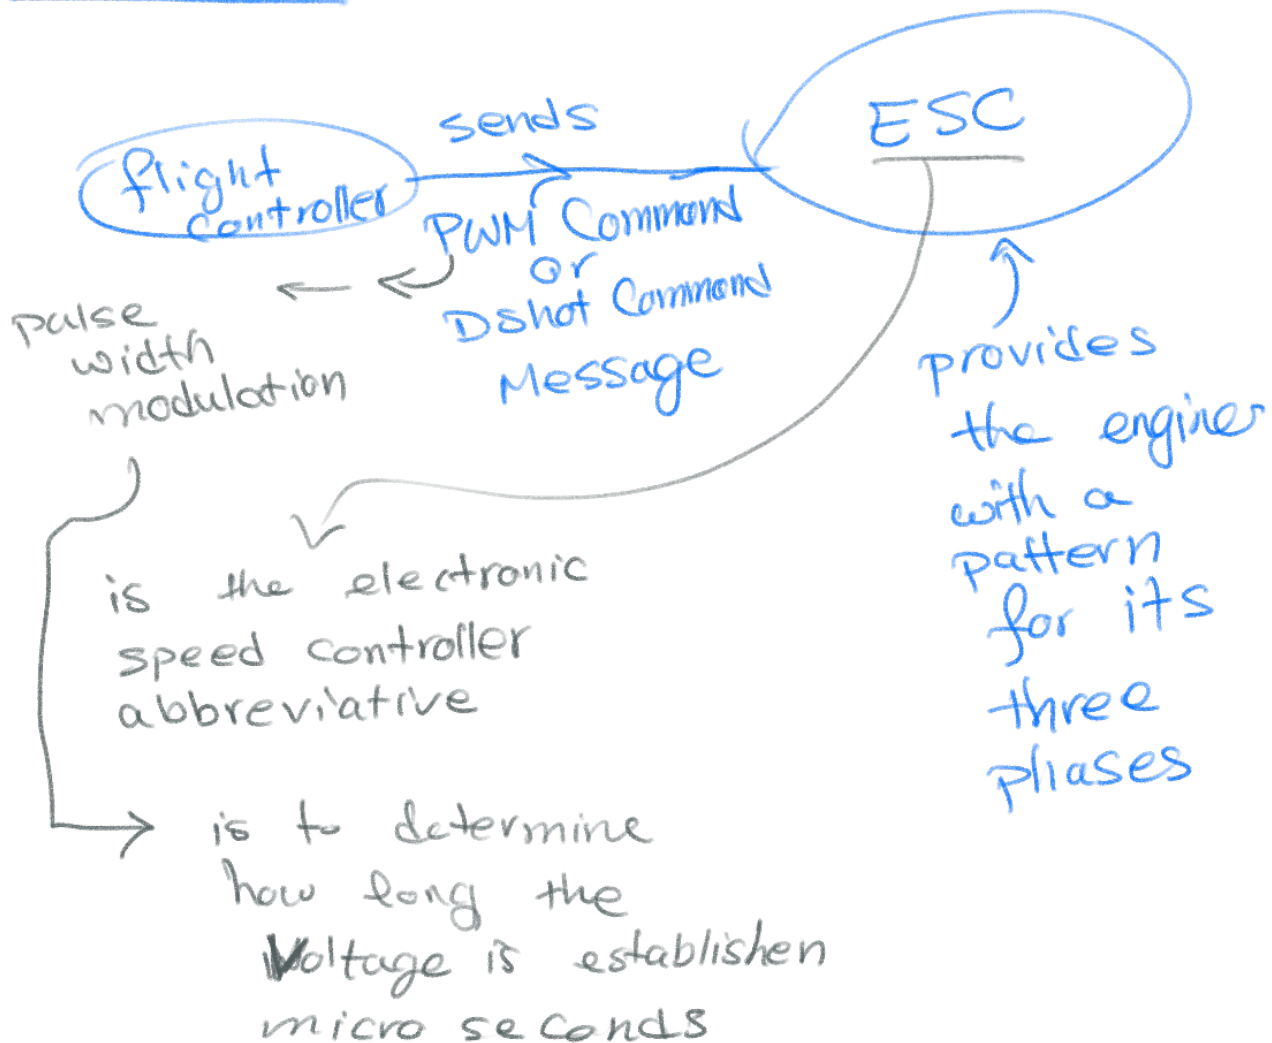 flight
controller
sends
PWM Command
or
Dshot Command
Message
ESC
pulse
width
modulation
provides
the engine
with a
pattern
for its
three
phases
is the electronic
speed controller
abbreviative
is to determine
how long the
Voltage is establishen
micro seconds